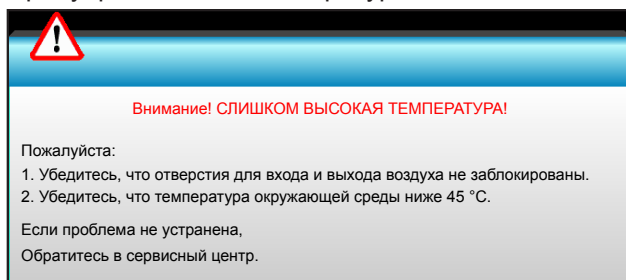 Внимание! СЛИШКОМ ВЫСОКАЯ ТЕМПЕРАТУРА!
Пожалуйста:
1. Убедитесь, что отверстия для входа и выхода воздуха не заблокированы.
2. Убедитесь, что температура окружающей среды ниже 45 °C.
Если проблема не устранена,
Обратитесь в сервисный центр.